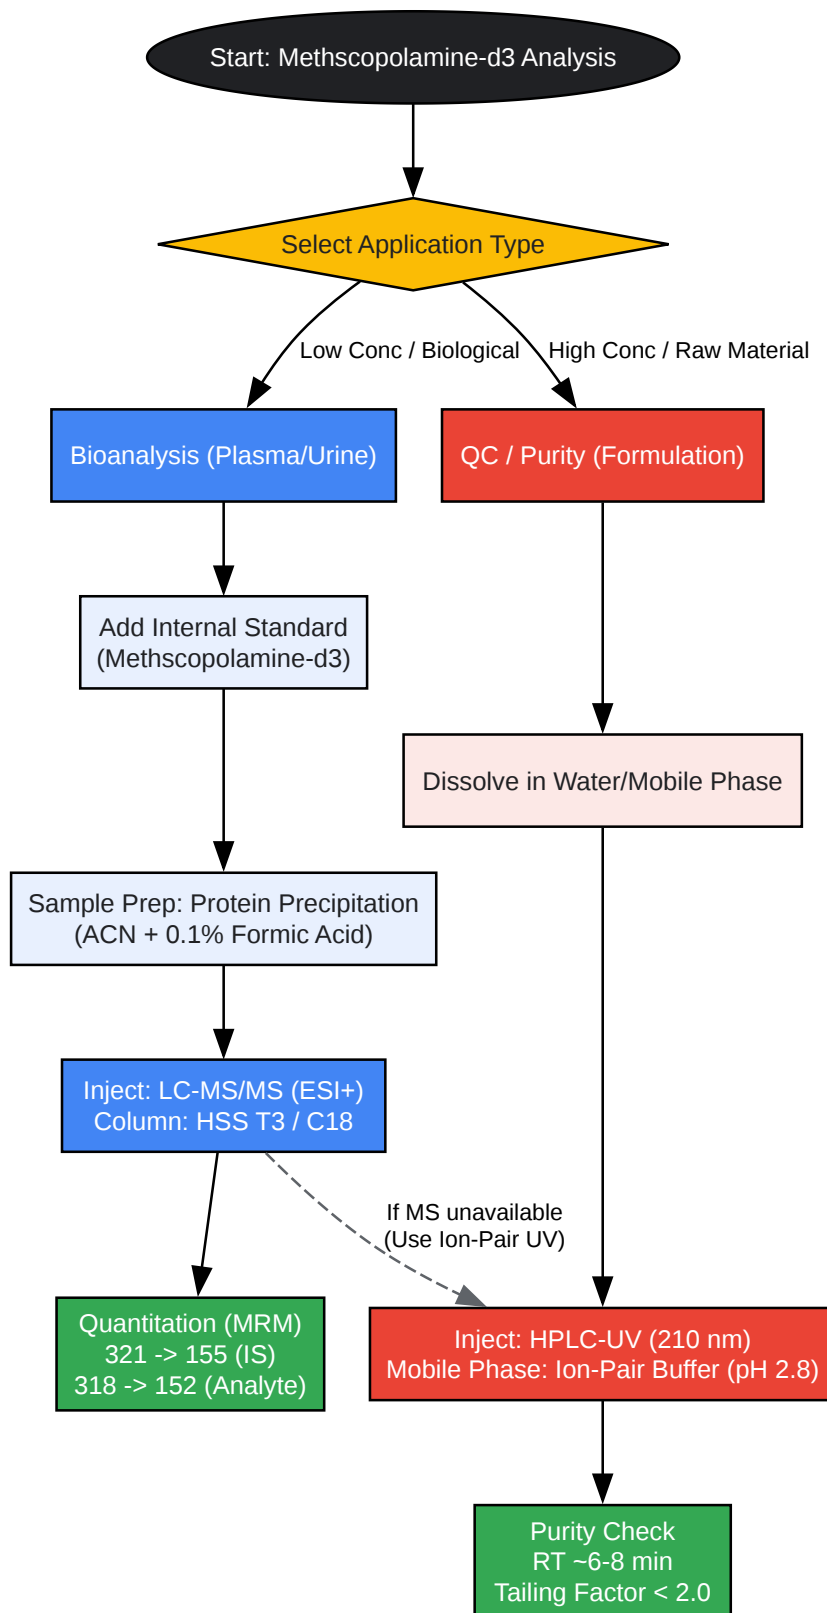 Start: Methscopolamine-d3 Analysis
Select Application Type
Low Conc / Biological
High Conc / Raw Material
Bioanalysis (Plasma/Urine)
QC / Purity (Formulation)
Add Internal Standard
(Methscopolamine-d3)
Dissolve in Water/Mobile Phase
Sample Prep: Protein Precipitation
(ACN + 0.1% Formic Acid)
Inject: LC-MS/MS (ESI+)
Column: HSS T3 / C18
If MS unavailable
(Use Ion-Pair UV)
Quantitation (MRM)
321 -> 155 (IS)
318 -> 152 (Analyte)
Inject: HPLC-UV (210 nm)
Mobile Phase: Ion-Pair Buffer (pH 2.8)
Purity Check
RT ~6-8 min
Tailing Factor < 2.0